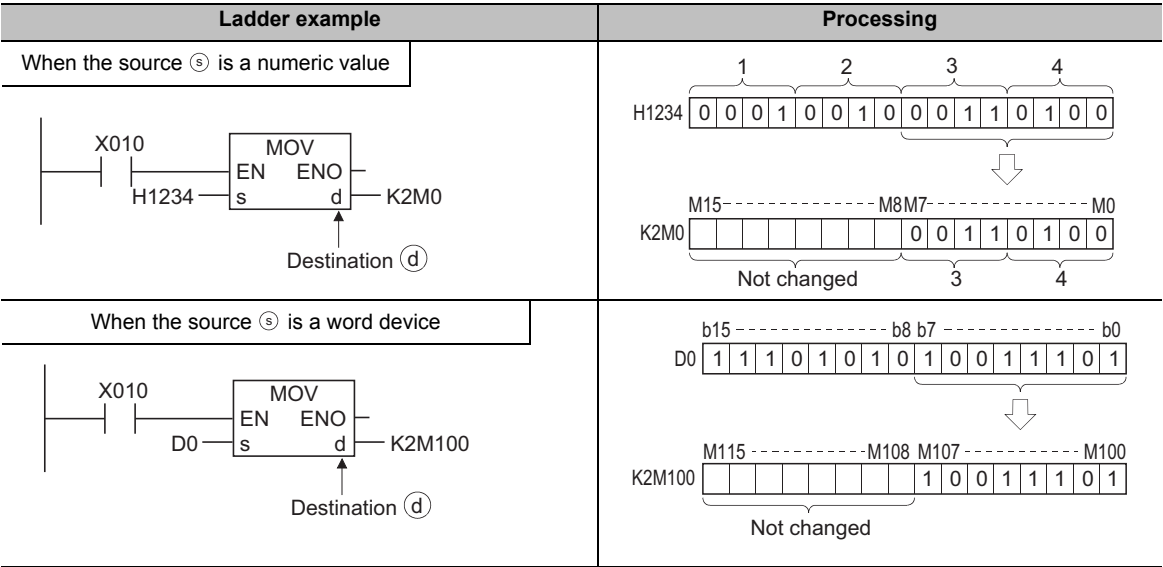 Ladder example
Processing
When the source ⓢ is a numeric value
X010
MOV
EN ENO
H1234 s d K2M0
Destination ⓓ
1 2 3 4
H1234 0 0 0 1 0 0 1 0 0 0 1 1 0 1 0 0
M15 M8 M7 M0
K2M0 0 0 1 1 0 1 0 0
Not changed 3 4
When the source ⓢ is a word device
X010
MOV
EN ENO
D0 s d K2M100
Destination ⓓ
b15 b8 b7 b0
D0 1 1 1 0 1 0 1 0 1 0 0 1 1 1 0 1
M115 M108 M107 M100
K2M100 1 0 0 1 1 1 0 1
Not changed